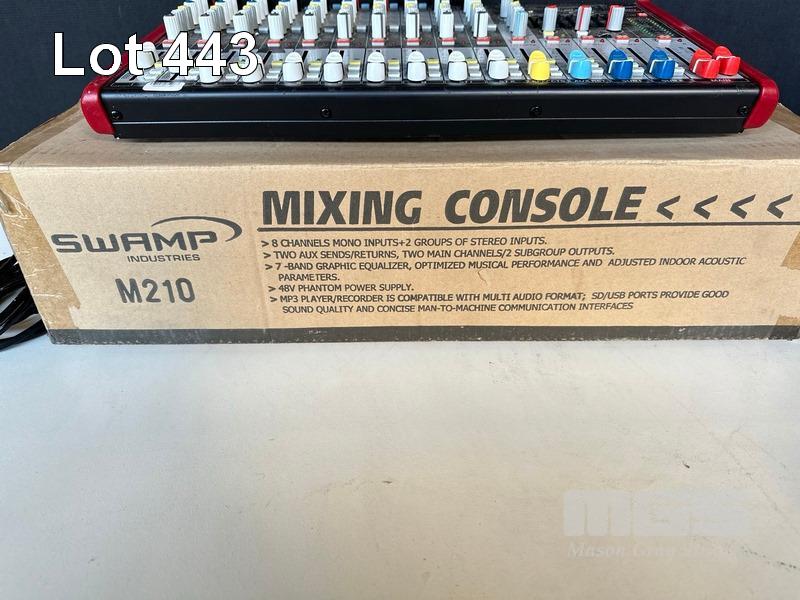 Lot 443
SWAMP
INDUSTRIES
M210
MIXING CONSOLE < < < <
> 8 CHANNELS MONO INPUTS+2 GROUPS OF STEREO INPUTS.
> TWO AUX SENDS/RETURNS, TWO MAIN CHANNELS/2 SUBGROUP OUTPUTS.
> 7 -BAND GRAPHIC EQUALIZER, OPTIMIZED MUSICAL PERFORMANCE AND ADJUSTED INDOOR ACOUSTIC
PARAMETERS.
> 48V PHANTOM POWER SUPPLY.
> MP3 PLAYER/RECORDER IS COMPATIBLE WITH MULTI AUDIO FORMAT; SD/USB PORTS PROVIDE GOOD
SOUND QUALITY AND CONCISE MAN-TO-MACHINE COMMUNICATION INTERFACES
MGS
Mason Gray